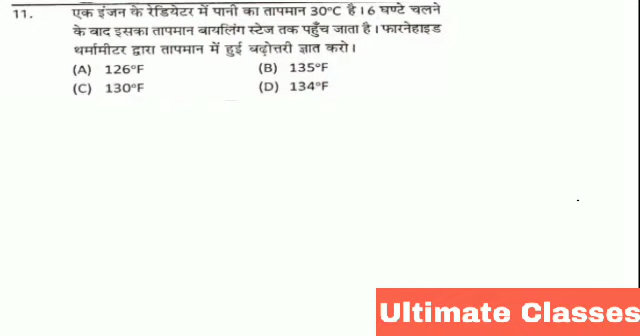 11. एक इंजन के रेडियेटर में पानी का तापमान 30°C है। 6 घण्टे चलने
के बाद इसका तापमान बायलिंग स्टेज तक पहुँच जाता है। फारनेहाइड
थर्मामीटर द्वारा तापमान में हुई बढ़ोत्तरी ज्ञात करो।
(A) 126°F (B) 135°F
(C) 130°F (D) 134°F
Ultimate Classes